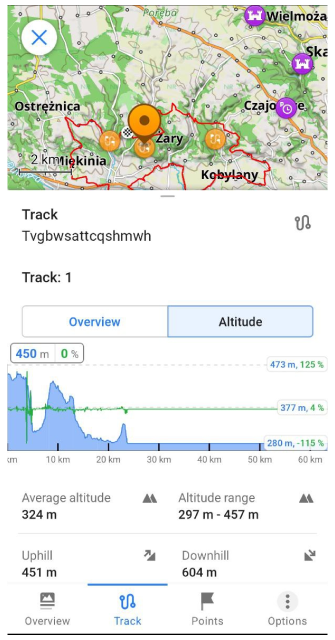 Poręba
Wielmoża
Ska
Ostrężnica
Czajo
Żary
2 km
Miękinia
Kobylany
Track
Tvgbwsattcqshmwh
Track: 1
Overview Altitude
450 m 0 %
473 m, 125 %
377 m, 4 %
280 m, -115 %
km 10 km 20 km 30 km 40 km 50 km 60 km
Average altitude Altitude range
324 m 297 m - 457 m
Uphill Downhill
451 m 604 m
Overview Track Points Options